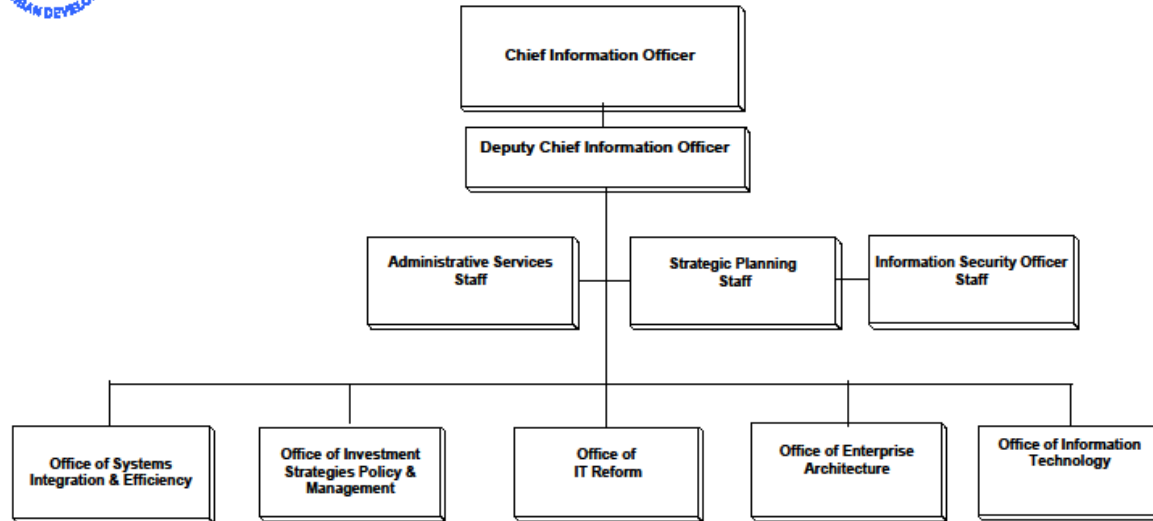 URBAN DEVELO
Chief Information Officer
Deputy Chief Information Officer
Administrative Services
Staff
Strategic Planning
Staff
Information Security Officer
Staff
Office of Systems
Integration & Efficiency
Office of Investment
Strategies Policy &
Management
Office of
IT Reform
Office of Enterprise
Architecture
Office of Information
Technology